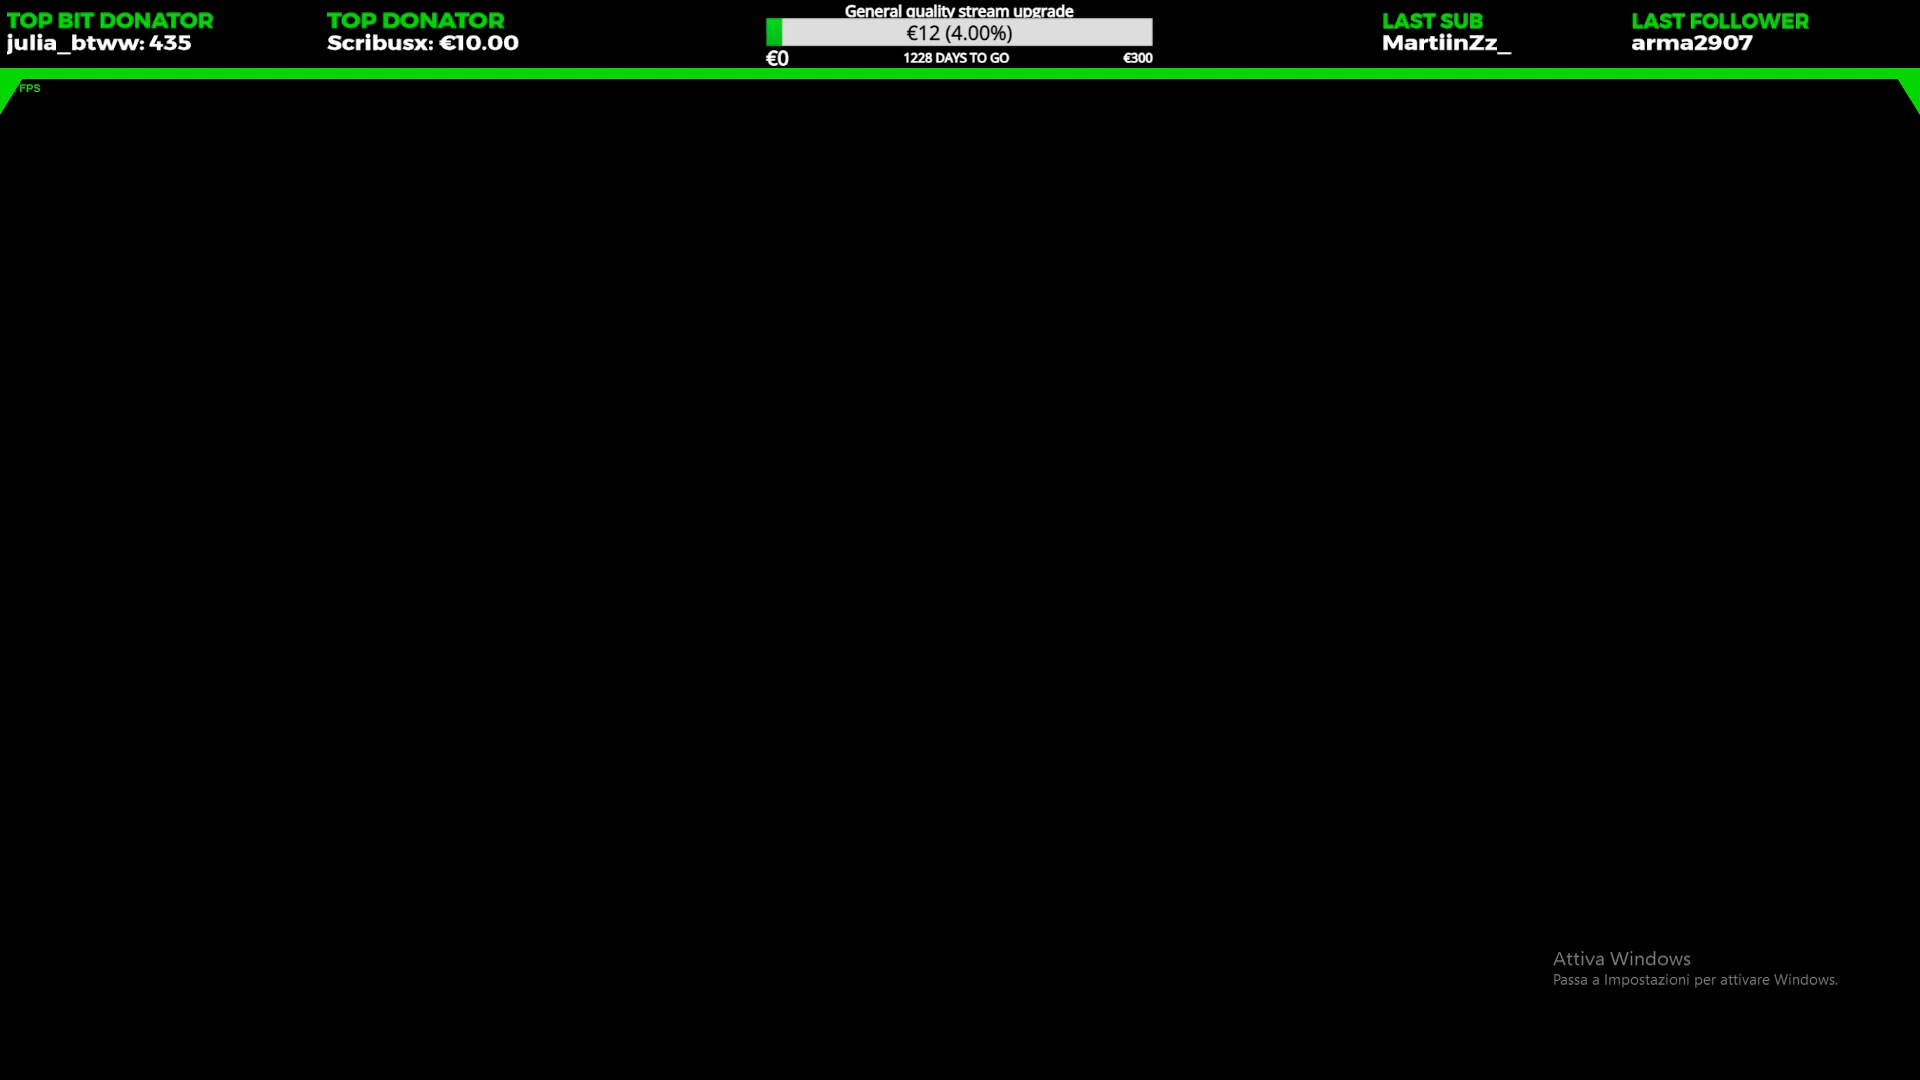 TOP BIT DONATOR
julia_btww: 435
TOP DONATOR
Scribusx: €10.00
General quality stream upgrade
€12 (4.00%)
€0
1228 DAYS TO GO
€300
LAST SUB
MartiinZz_
LAST FOLLOWER
arma2907
FPS
Attiva Windows
Passa a Impostazioni per attivare Windows.